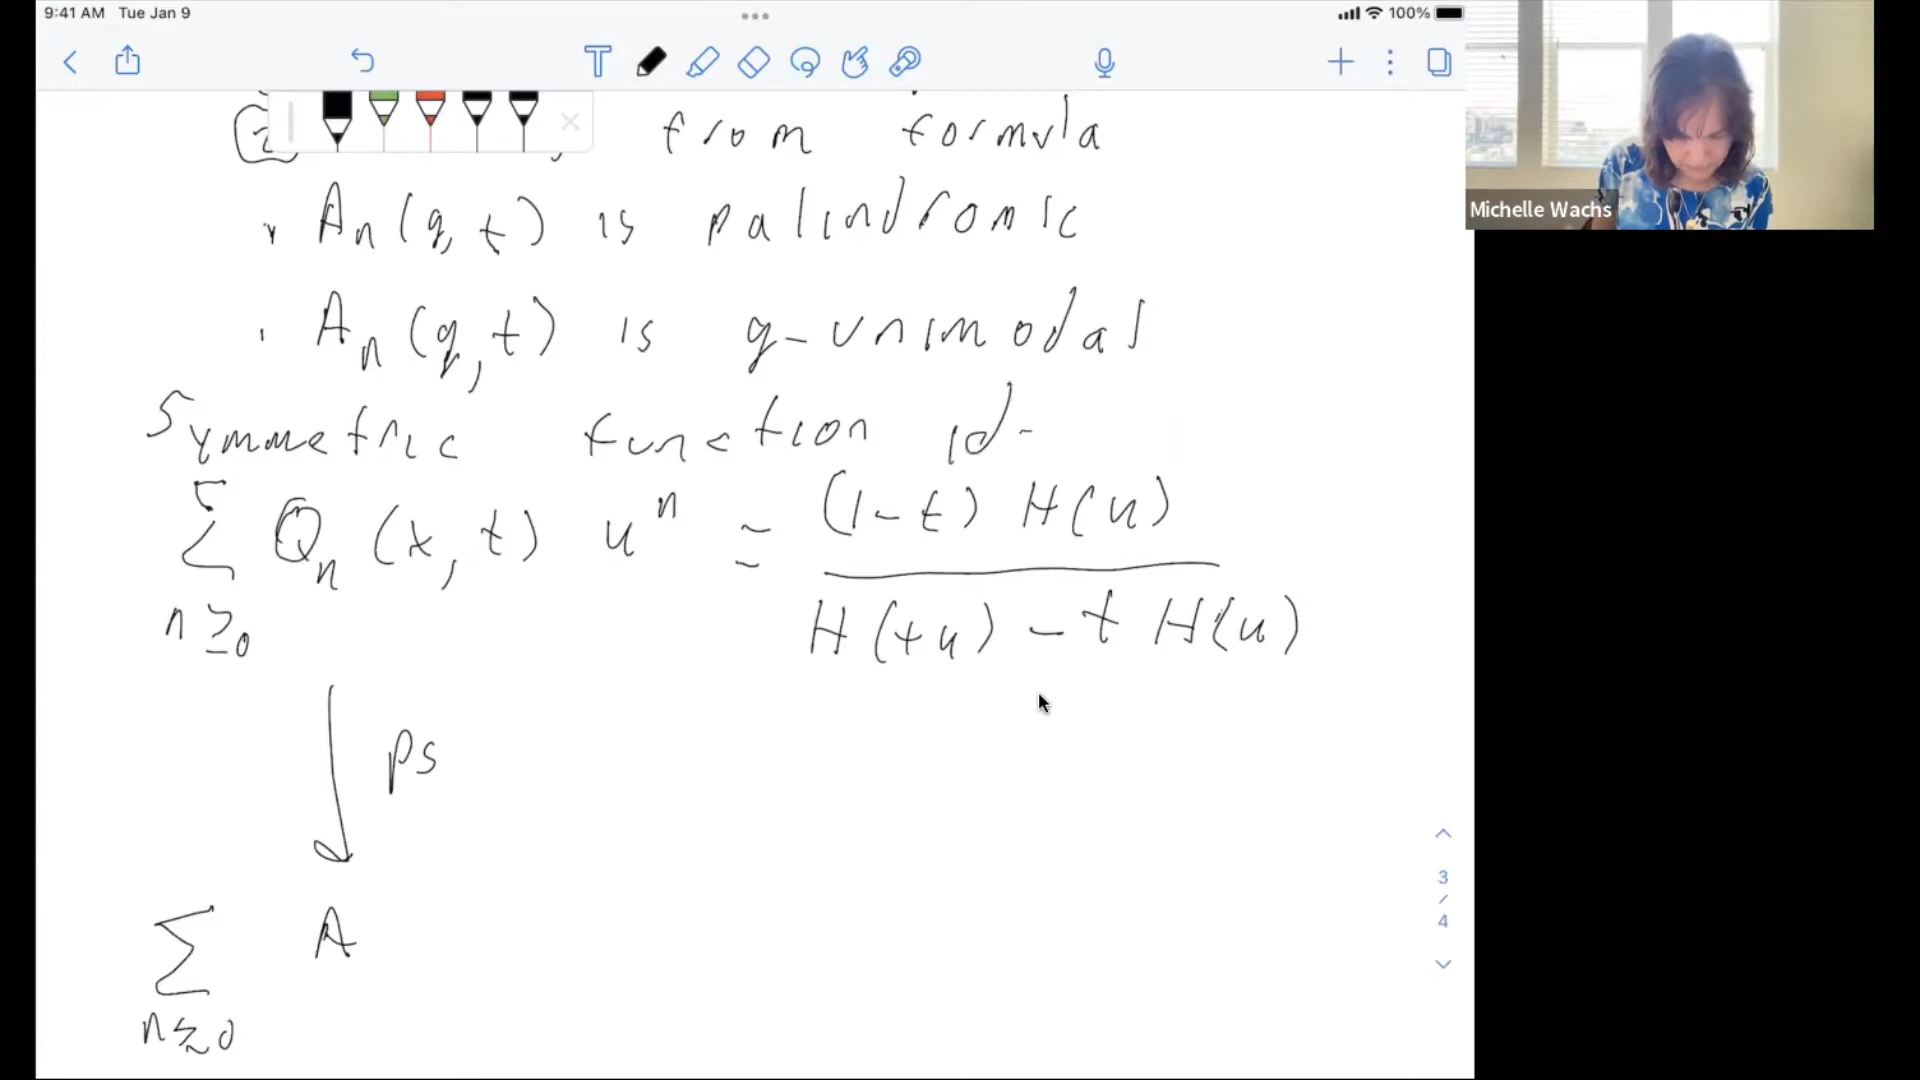 9:41 AM Tue Jan 9
100%
Michelle Wachs
from formula
An(q,t) is palindromic
An(q,t) is q-unimodal
Symmetric function id-
Σ Qn(x,t) u^n = (1-t) H(u)
n≥0 H(tu) - t H(u)
ps
Σ A
n≥0
3
/
4